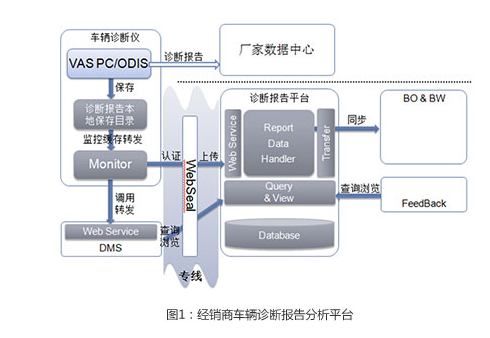 车辆诊断仪
VAS PC/ODIS
诊断报告
厂家数据中心
保存
诊断报告本
地保存目录
监控缓存转发
Monitor
认证
上传
WebSeal
专线
诊断报告平台
Web Service
Report
Data
Handler
Transfer
同步
BO & BW
Query
& View
查询浏览
FeedBack
Database
调用
转发
Web Service
DMS
查询
浏览
图1：经销商车辆诊断报告分析平台